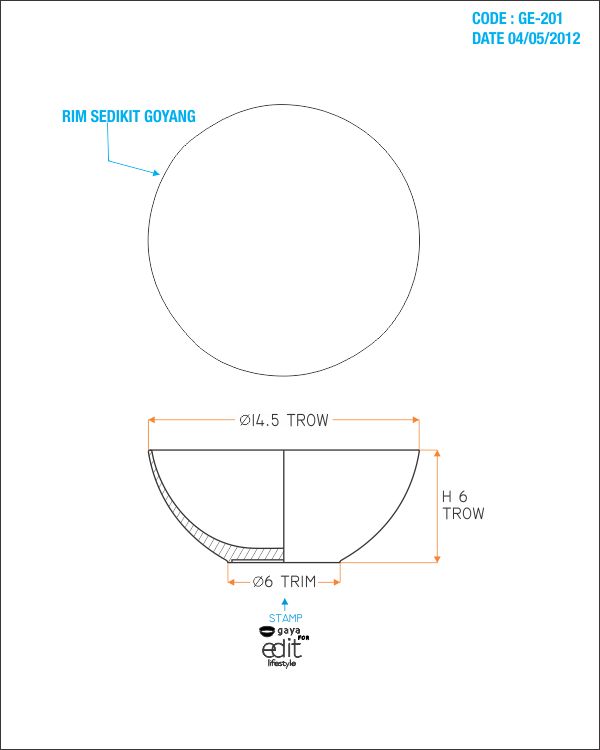 CODE : GE-201
DATE 04/05/2012
RIM SEDIKIT GOYANG
Ø14.5 TROW
H 6
TROW
Ø6 TRIM
STAMP
gaya
FOR
edit
lifestyle